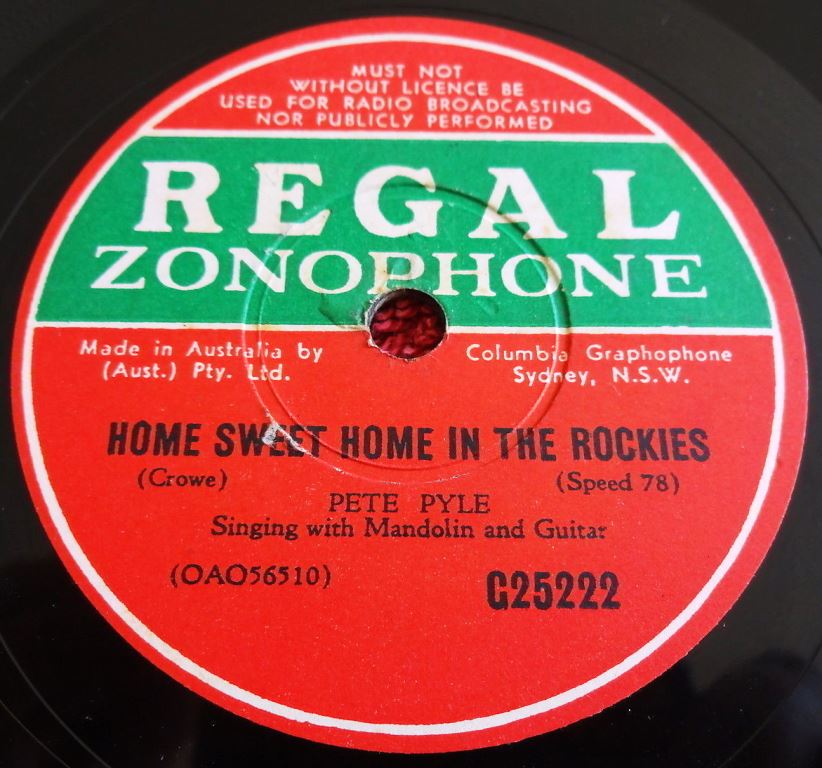 MUST NOT
WITHOUT LICENCE BE
USED FOR RADIO BROADCASTING
NOR PUBLICLY PERFORMED
REGAL
ZONOPHONE
Made in Australia by Columbia Graphophone
(Aust.) Pty. Ltd. Sydney, N.S.W.
HOME SWEET HOME IN THE ROCKIES
(Crowe) (Speed 78)
PETE PYLE
Singing with Mandolin and Guitar
(OAO56510) G25222